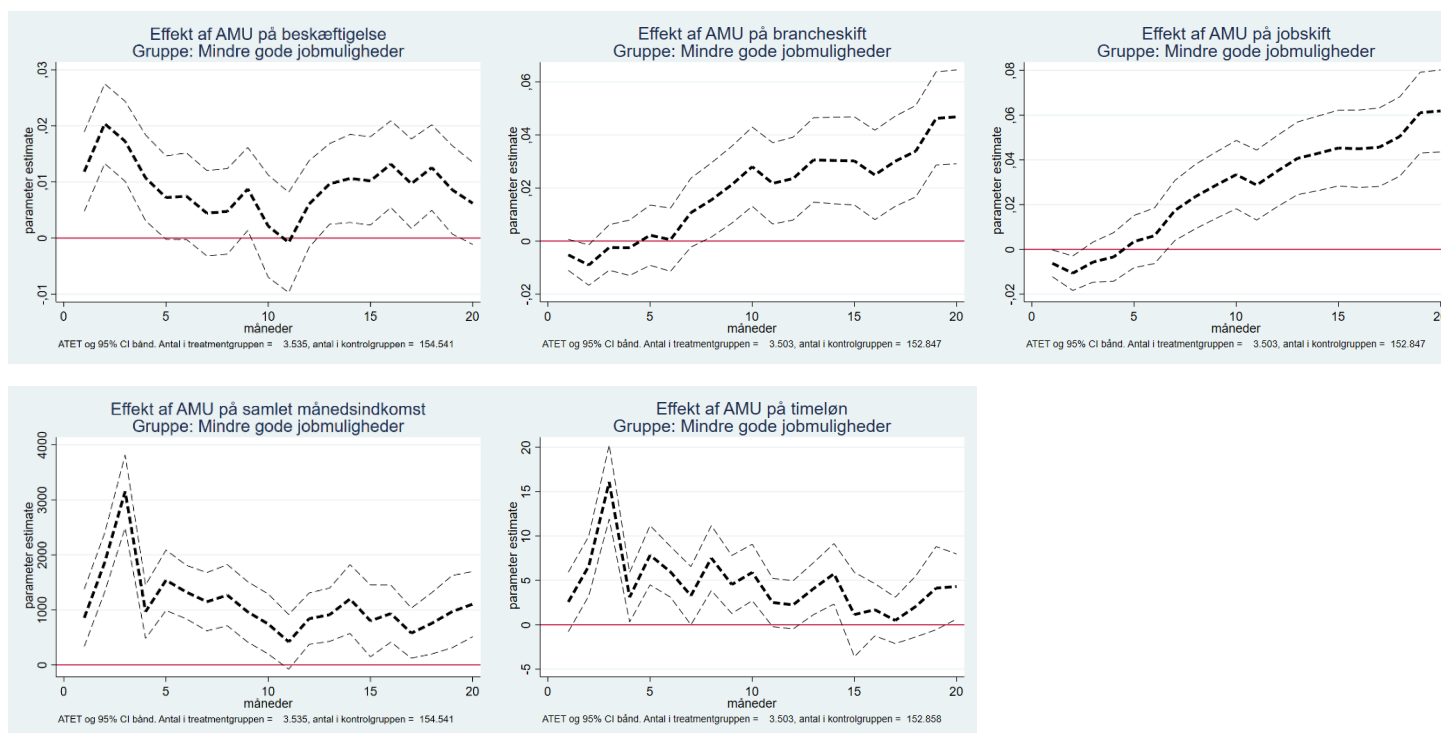 Effekt af AMU på beskæftigelse
Gruppe: Mindre gode jobmuligheder
parameter estimate
-,01 0 ,01 ,02 ,03
0 5 10 15 20
måneder
ATET og 95% CI bånd. Antal i treatmentgruppen = 3.535, antal i kontrolgruppen = 154.541
Effekt af AMU på brancheskift
Gruppe: Mindre gode jobmuligheder
parameter estimate
-,02 0 ,02 ,04 ,06
0 5 10 15 20
måneder
ATET og 95% CI bånd. Antal i treatmentgruppen = 3.503, antal i kontrolgruppen = 152.847
Effekt af AMU på jobskift
Gruppe: Mindre gode jobmuligheder
parameter estimate
-,02 0 ,02 ,04 ,06 ,08
0 5 10 15 20
måneder
ATET og 95% CI bånd. Antal i treatmentgruppen = 3.503, antal i kontrolgruppen = 152.847
Effekt af AMU på samlet månedsindkomst
Gruppe: Mindre gode jobmuligheder
parameter estimate
0 1000 2000 3000 4000
0 5 10 15 20
måneder
ATET og 95% CI bånd. Antal i treatmentgruppen = 3.535, antal i kontrolgruppen = 154.541
Effekt af AMU på timeløn
Gruppe: Mindre gode jobmuligheder
parameter estimate
-5 0 5 10 15 20
0 5 10 15 20
måneder
ATET og 95% CI bånd. Antal i treatmentgruppen = 3.503, antal i kontrolgruppen = 152.858